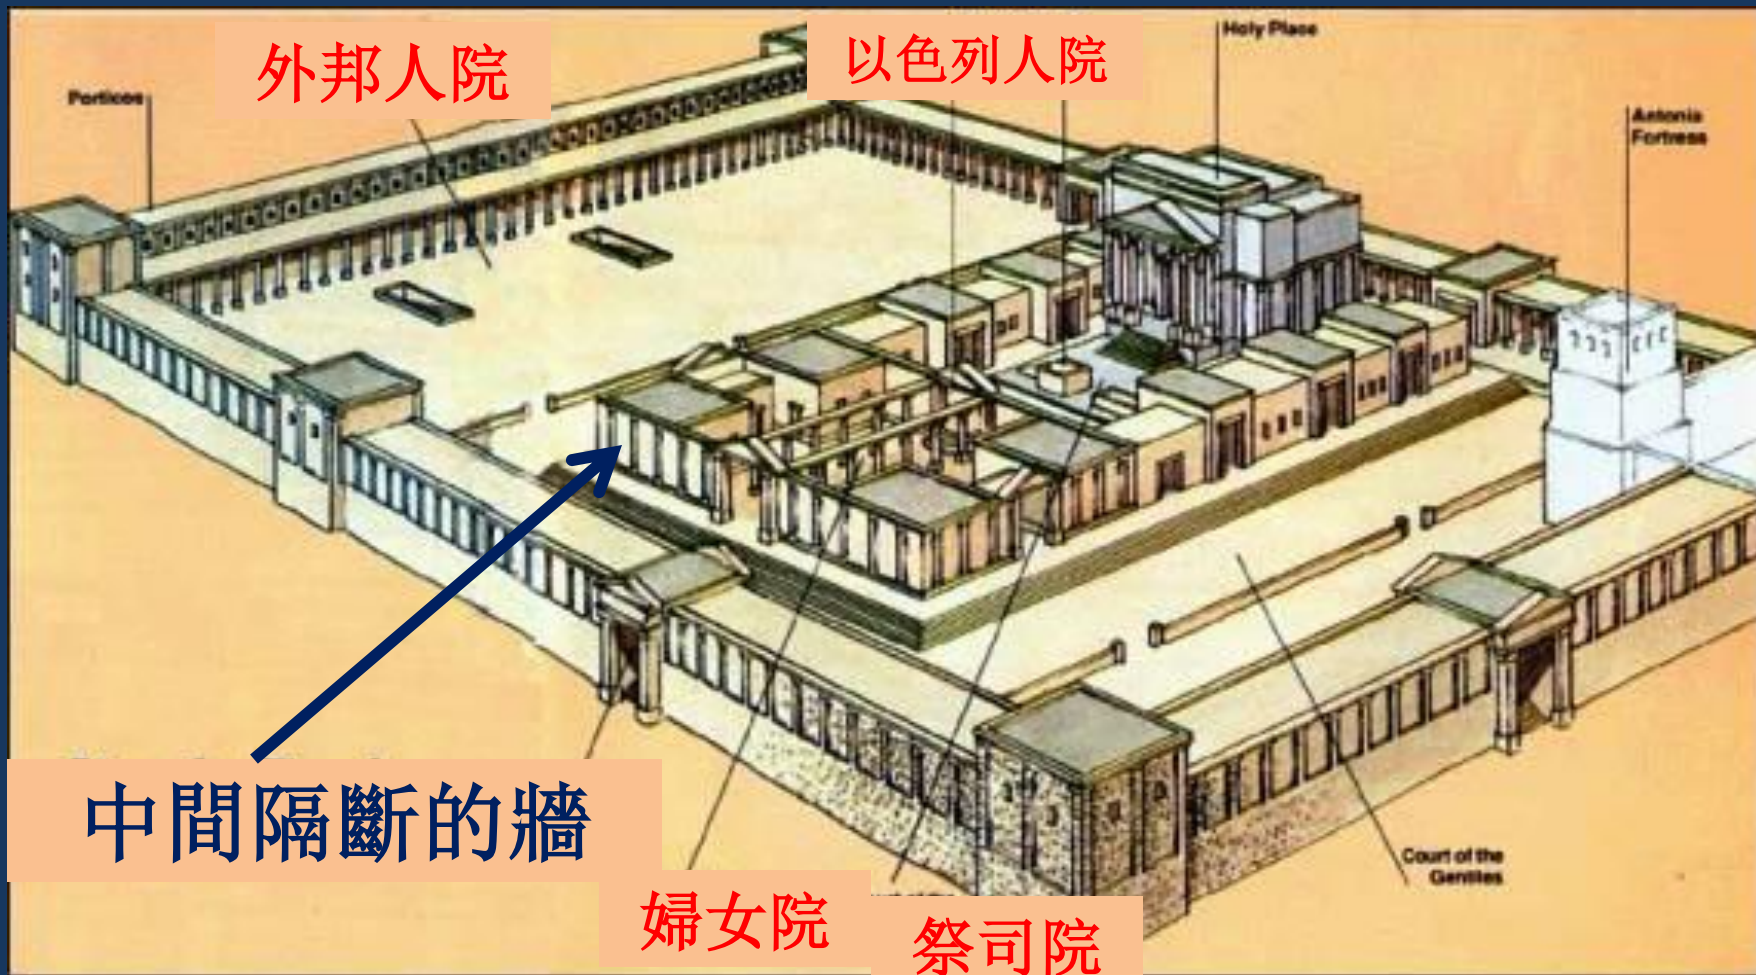 外邦人院
以色列人院
Holy Place
Porticos
Antonia
Fortress
中間隔斷的牆
Court of the
Gentiles
婦女院
祭司院